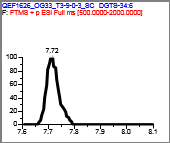 QEF1626_OG33_T3-9-0-3_SC DGT8-34:6
F: FTMS + p ESI Full ms [500.0000-2000.0000]
7.72
100
80
60
40
20
0
7.6 7.7 7.8 7.9 8.0 8.1